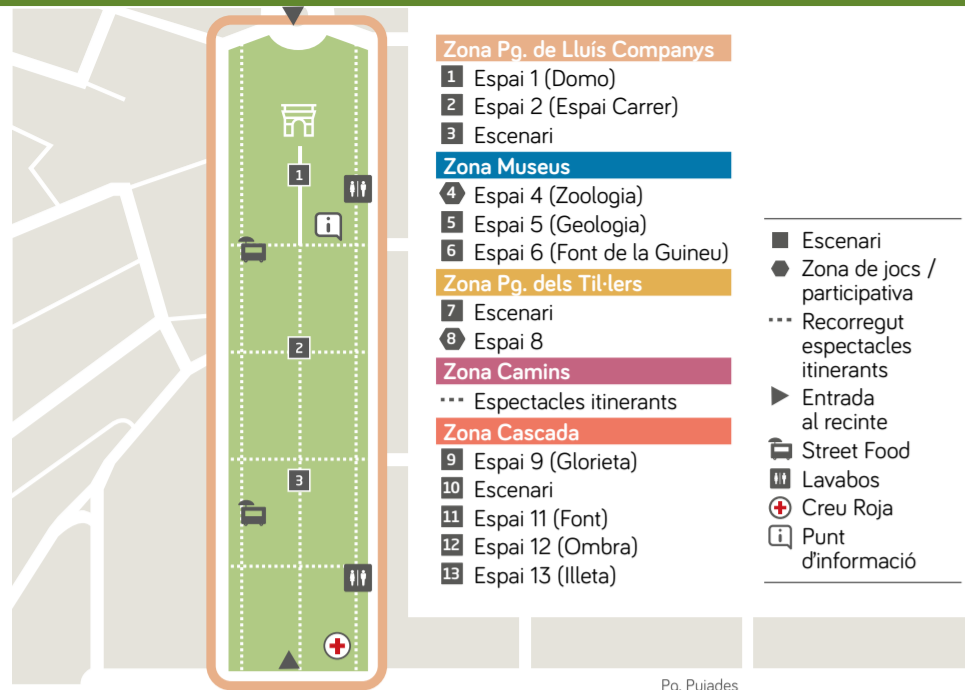 Zona Pg. de Lluís Companys
1 Espai 1 (Domo)
2 Espai 2 (Espai Carrer)
3 Escenari
Zona Museus
4 Espai 4 (Zoologia)
5 Espai 5 (Geologia)
6 Espai 6 (Font de la Guineu)
Zona Pg. dels Til·lers
7 Escenari
8 Espai 8
Zona Camins
Espectacles itinerants
Zona Cascada
9 Espai 9 (Glorieta)
10 Escenari
11 Espai 11 (Font)
12 Espai 12 (Ombra)
13 Espai 13 (Illeta)
Escenari
Zona de jocs /
participativa
Recorregut
espectacles
itinerants
Entrada
al recinte
Street Food
Lavabos
Creu Roja
i Punt
d'informació
1
i
2
3
Pg. Pujades